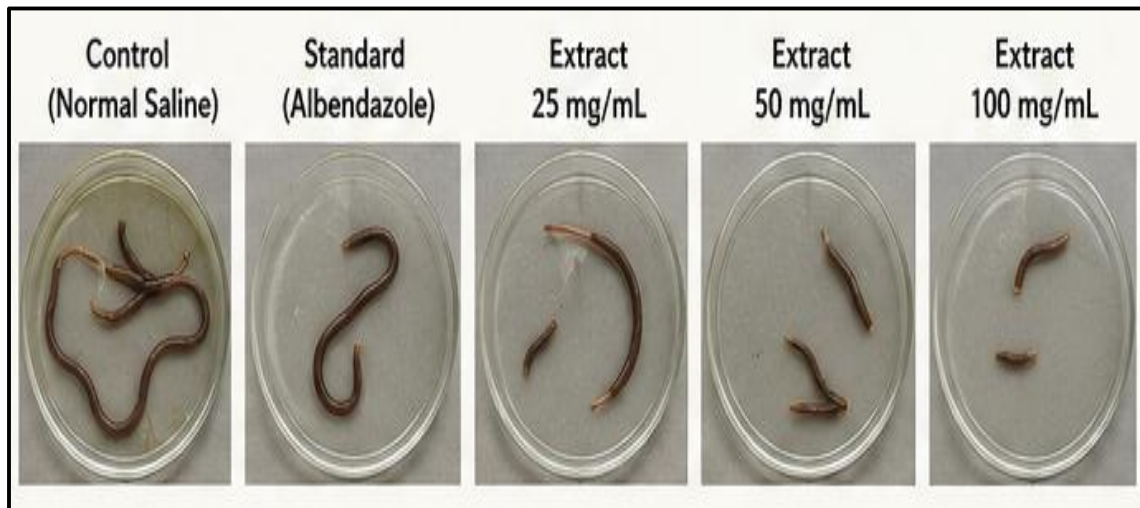 Control
(Normal Saline)
Standard
(Albendazole)
Extract
25 mg/mL
Extract
50 mg/mL
Extract
100 mg/mL